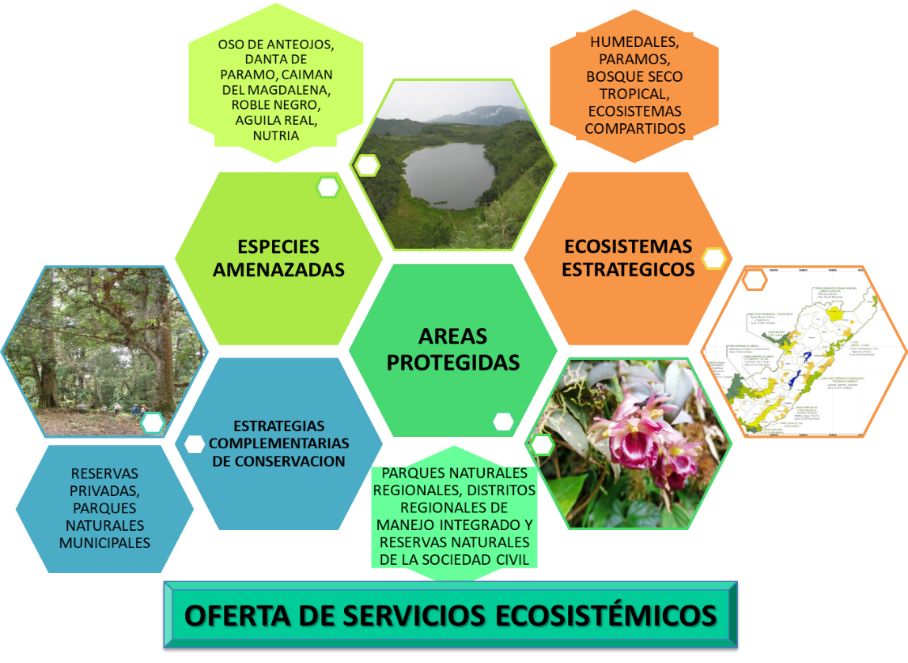 OSO DE ANTEOJOS,
DANTA DE
PARAMO, CAIMAN
DEL MAGDALENA,
ROBLE NEGRO,
AGUILA REAL,
NUTRIA
HUMEDALES,
PARAMOS,
BOSQUE SECO
TROPICAL,
ECOSISTEMAS
COMPARTIDOS
ESPECIES
AMENAZADAS
ECOSISTEMAS
ESTRATEGICOS
AREAS
PROTEGIDAS
ESTRATEGIAS
COMPLEMENTARIAS
DE CONSERVACION
RESERVAS
PRIVADAS,
PARQUES
NATURALES
MUNICIPALES
PARQUES NATURALES
REGIONALES, DISTRITOS
REGIONALES DE
MANEJO INTEGRADO Y
RESERVAS NATURALES
DE LA SOCIEDAD CIVIL
OFERTA DE SERVICIOS ECOSISTÉMICOS